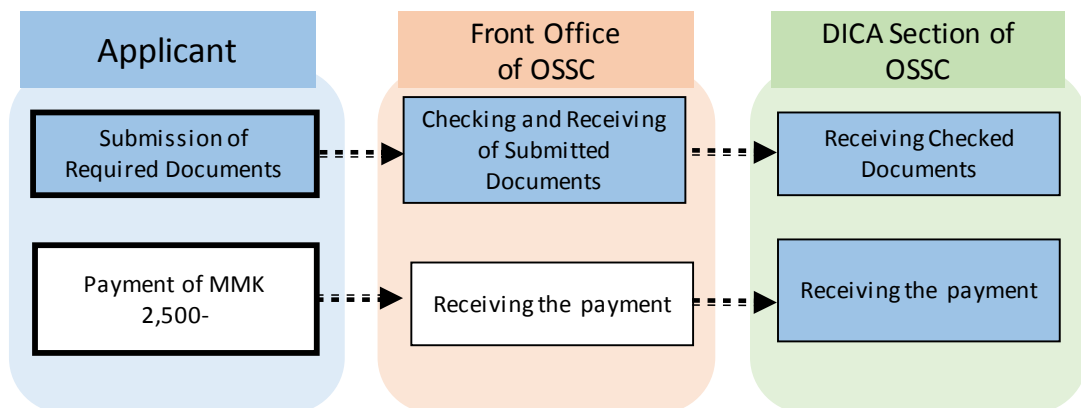 Applicant
Front Office
of OSSC
DICA Section of
OSSC
Submission of
Required Documents
Checking and Receiving
of Submitted
Documents
Receiving Checked
Documents
Payment of MMK
2,500-
Receiving the payment
Receiving the payment